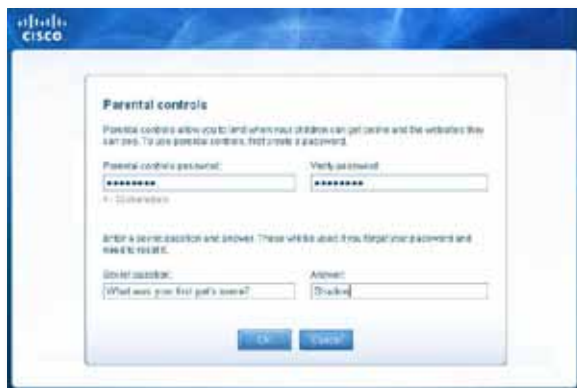 CISCO
Parental controls
Parental controls allow you to limit when your children can get online and the websites they
can see. To use parental controls, first create a password.
Parental controls password: Verify password:
4 - 32 characters
Enter a secret question and answer. These will be used if you forget your password and
need to reset it.
Secret question: Answer:
What was your first pet's name? Shadow
OK Cancel